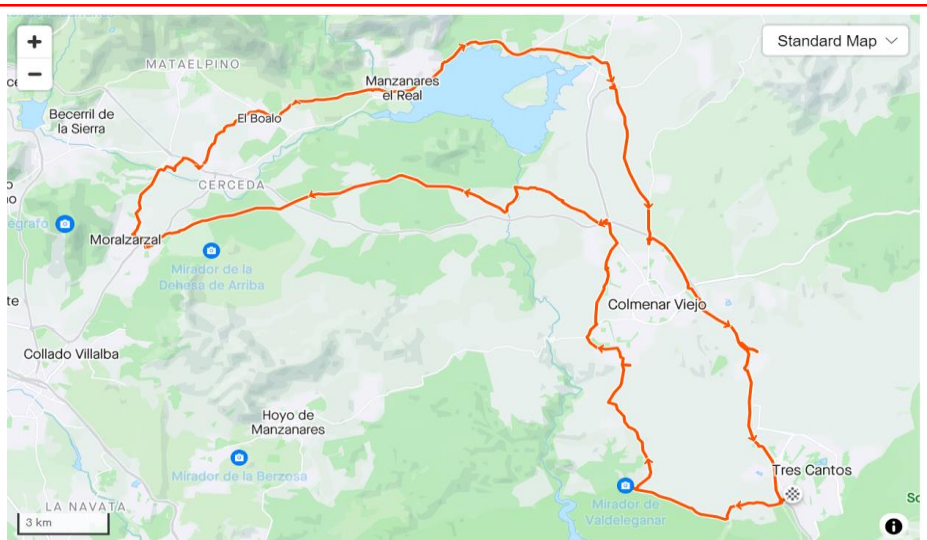 +
Standard Map
−
MATAELPINO
Manzanares
el Real
Becerril de
la Sierra
El Boalo
CERCEDA
Moralzarzal
Mirador de la
Dehesa de Arriba
te
Colmenar Viejo
Collado Villalba
Hoyo de
Manzanares
Mirador de la Berzosa
Tres Cantos
Mirador de
Valdeleganar
LA NAVATA
3 km
i